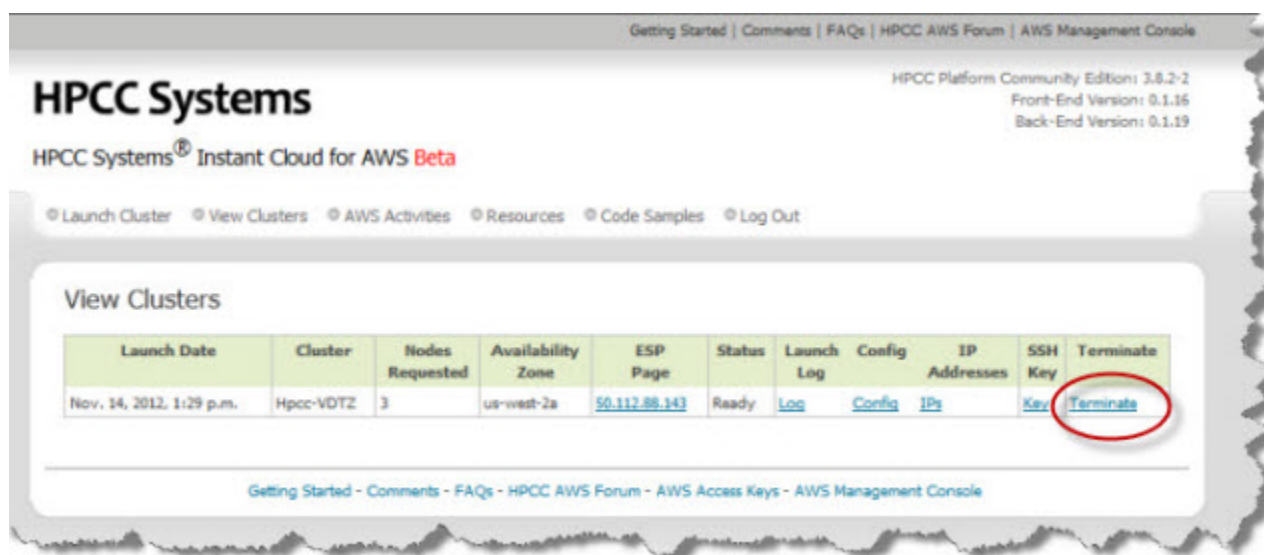 Getting Started | Comments | FAQs | HPCC AWS Forum | AWS Management Console
HPCC Systems
HPCC Platform Community Edition: 3.8.2-2
Front-End Version: 0.1.16
Back-End Version: 0.1.19
HPCC Systems® Instant Cloud for AWS Beta
Launch Cluster View Clusters AWS Activities Resources Code Samples Log Out
View Clusters
Launch Date Cluster Nodes Requested Availability Zone ESP Page Status Launch Log Config IP Addresses SSH Key Terminate
Nov. 14, 2012, 1:29 p.m. Hpcc-VDTZ 3 us-west-2a 50.112.88.143 Ready Log Config IPs Key Terminate
Getting Started - Comments - FAQs - HPCC AWS Forum - AWS Access Keys - AWS Management Console